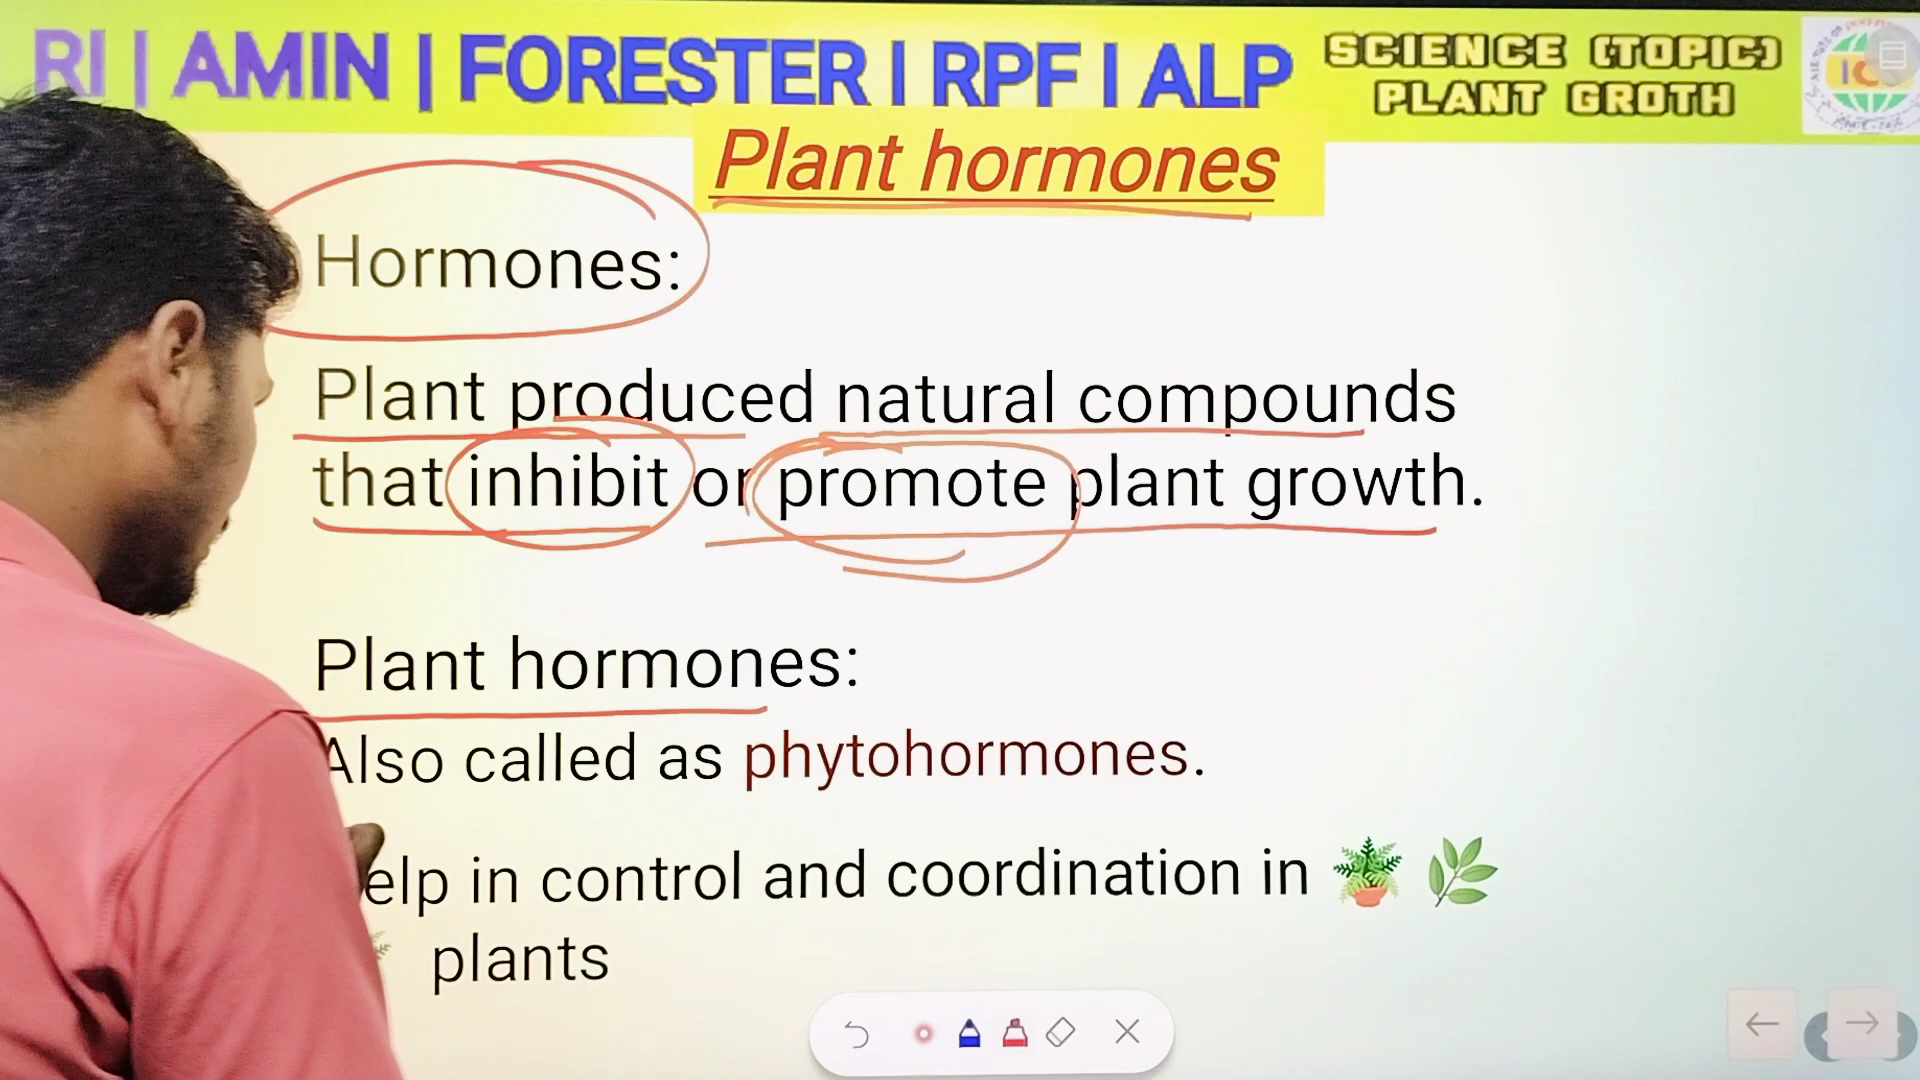 RI | AMIN | FORESTER | RPF | ALP
SCIENCE (TOPIC)
PLANT GROTH
Plant hormones
Hormones:
Plant produced natural compounds
that inhibit or promote plant growth.
Plant hormones:
Also called as phytohormones.
elp in control and coordination in
plants